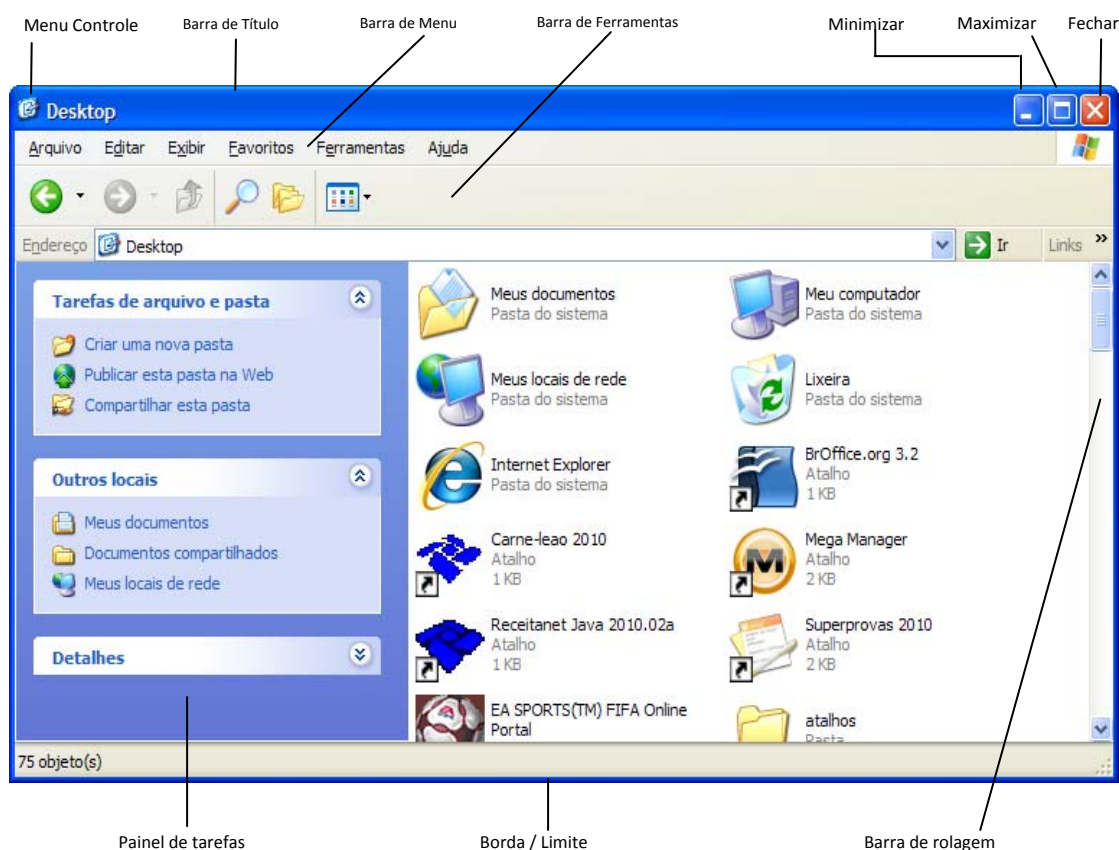 Menu Controle
Barra de Título
Barra de Menu
Barra de Ferramentas
Minimizar
Maximizar
Fechar
Desktop
Arquivo Editar Exibir Favoritos Ferramentas Ajuda
Endereço Desktop Ir Links »
Tarefas de arquivo e pasta
Criar uma nova pasta
Publicar esta pasta na Web
Compartilhar esta pasta
Outros locais
Meus documentos
Documentos compartilhados
Meus locais de rede
Detalhes
Meus documentos
Pasta do sistema
Meu computador
Pasta do sistema
Meus locais de rede
Pasta do sistema
Lixeira
Pasta do sistema
Internet Explorer
Pasta do sistema
BrOffice.org 3.2
Atalho
1 KB
Carne-leao 2010
Atalho
1 KB
Mega Manager
Atalho
2 KB
Receitanet Java 2010.02a
Atalho
1 KB
Superprovas 2010
Atalho
2 KB
EA SPORTS(TM) FIFA Online
Portal
atalhos
Pasta
75 objeto(s)
Painel de tarefas
Borda / Limite
Barra de rolagem